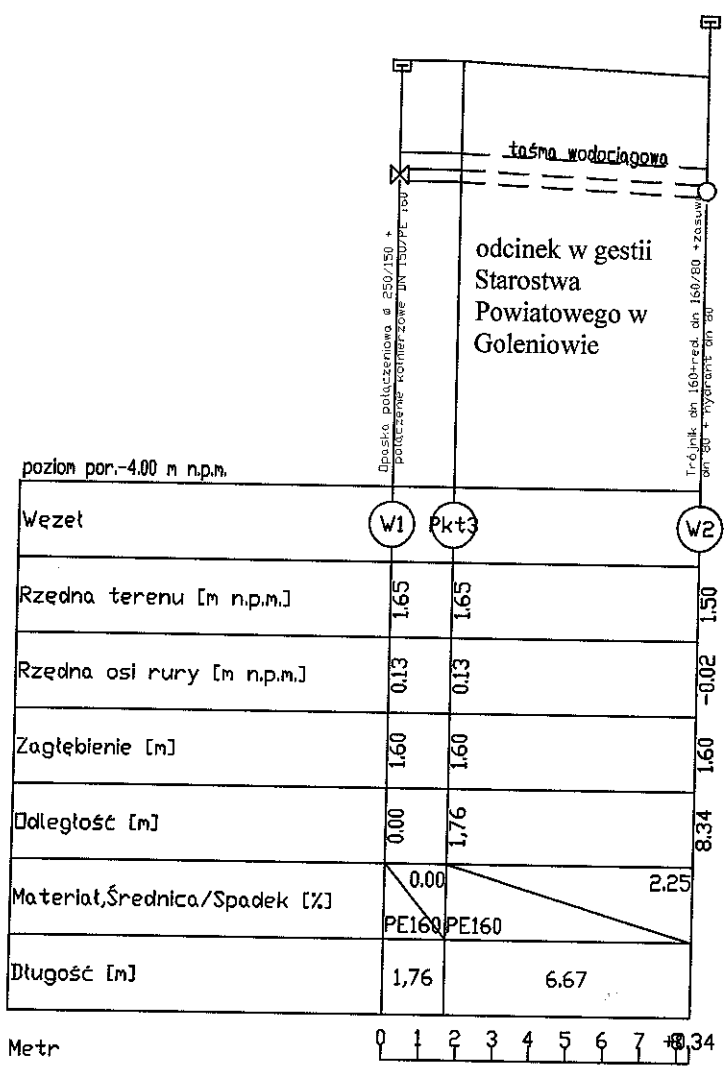 taśma wodociągowa
odcinek w gestii
Starostwa
Powiatowego w
Goleniowie
Opaska połączeniowa ø 250/150 +
połączenie kołnierzowe DN 150/PE 160
Trójnik dn 160+red. dn 160/80 +zasuwa
dn 80 + hydrant dn 80
poziom por.-4.00 m n.p.m.
Węzeł W1 Pkt3 W2
Rzędna terenu [m n.p.m.] 1.65 1.65 1.50
Rzędna osi rury [m n.p.m.] 0.13 0.13 -0.02
Zagłębienie [m] 1.60 1.60 1.60
Odległość [m] 0.00 1,76 8.34
Materiał,Średnica/Spadek [%] PE160 0.00 PE160 2.25
Długość [m] 1,76 6.67
Metr 0 1 2 3 4 5 6 7 +8,34